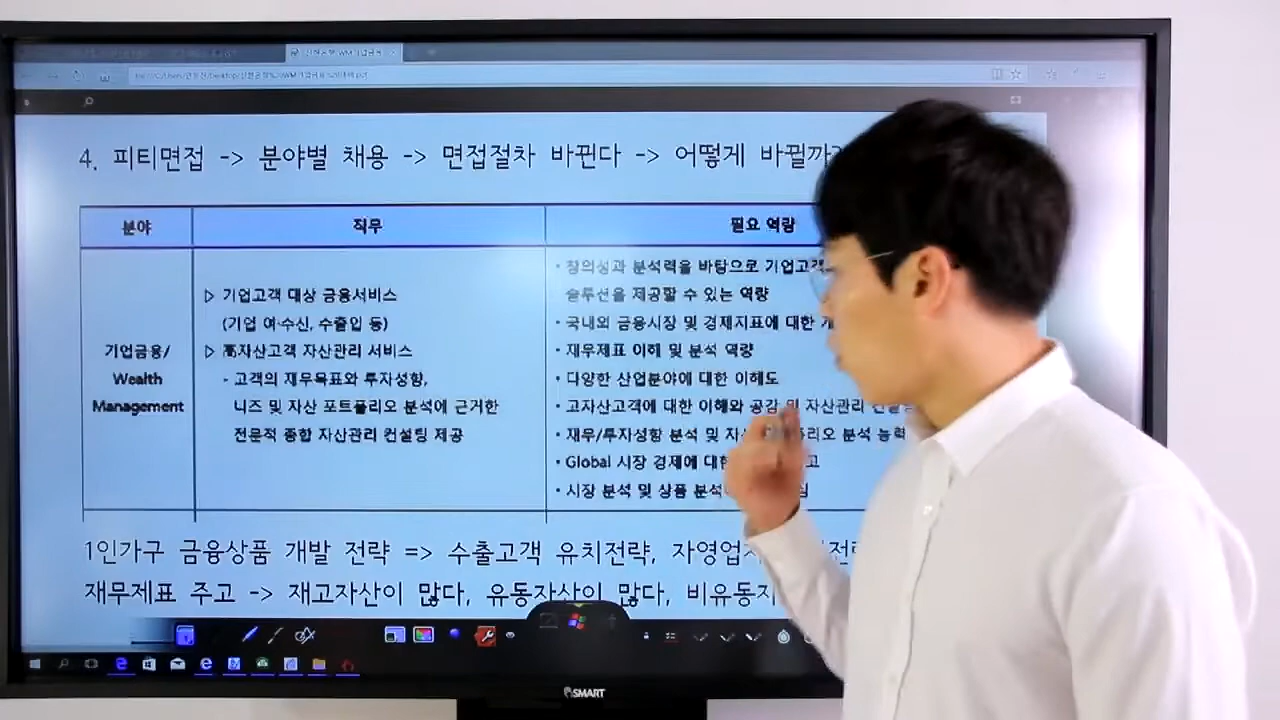 4. 피티면접 -> 분야별 채용 -> 면접절차 바뀐다 -> 어떻게 바뀔까?
분야 직무 필요 역량
기업금융/
Wealth
Management
▷ 기업고객 대상 금융서비스
(기업 여·수신, 수출입 등)
▷ 高자산고객 자산관리 서비스
- 고객의 재무목표와 투자성향,
니즈 및 자산 포트폴리오 분석에 근거한
전문적 종합 자산관리 컨설팅 제공
· 창의성과 분석력을 바탕으로 기업고객
솔루션을 제공할 수 있는 역량
· 국내외 금융시장 및 경제지표에 대한
· 재무제표 이해 및 분석 역량
· 다양한 산업분야에 대한 이해도
· 고자산고객에 대한 이해와 공감 및 자산관리
· 재무/투자성향 분석 및 분석 능력
· Global 시장 경제에 대한
· 시장 분석 및 상품 분석
1인가구 금융상품 개발 전략 => 수출고객 유치전략, 자영업자
재무제표 주고 -> 재고자산이 많다, 유동자산이 많다, 비유동자
SMART